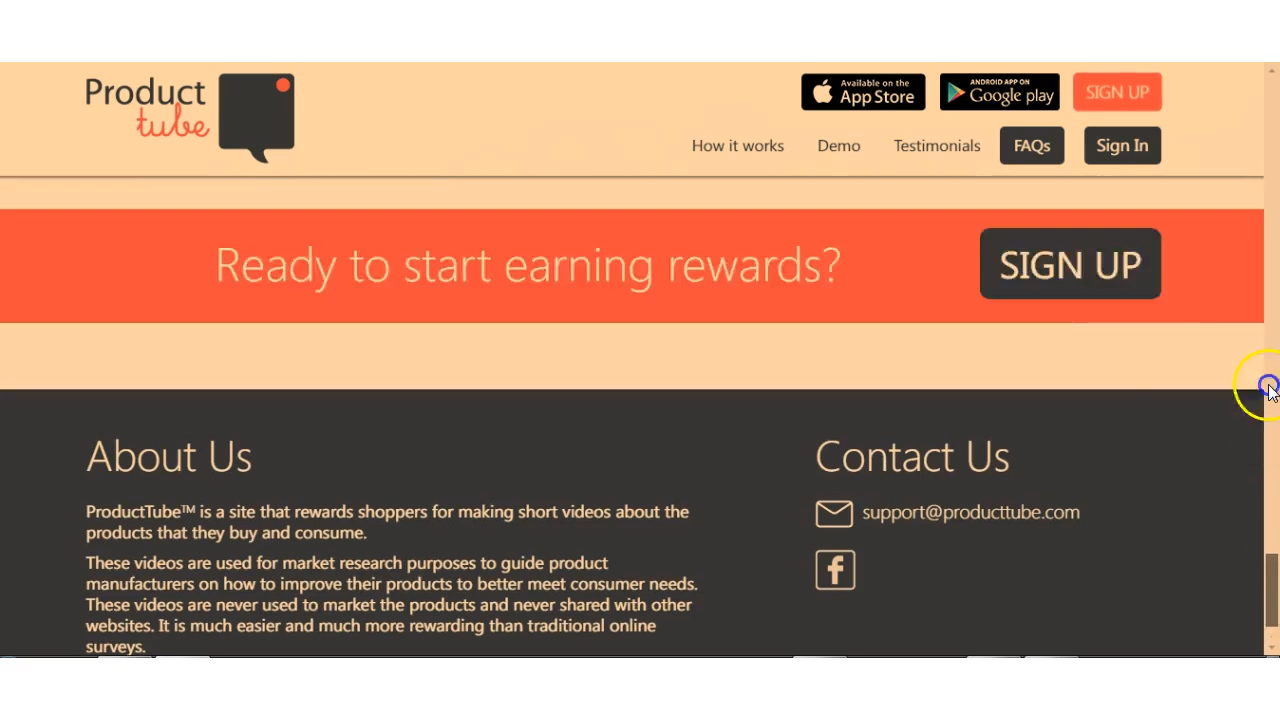 Product
tube
Available on the
App Store
ANDROID APP ON
Google play
SIGN UP
How it works
Demo
Testimonials
FAQs
Sign In
Ready to start earning rewards?
SIGN UP
About Us
ProductTube™ is a site that rewards shoppers for making short videos about the
products that they buy and consume.
These videos are used for market research purposes to guide product
manufacturers on how to improve their products to better meet consumer needs.
These videos are never used to market the products and never shared with other
websites. It is much easier and much more rewarding than traditional online
surveys.
Contact Us
support@producttube.com